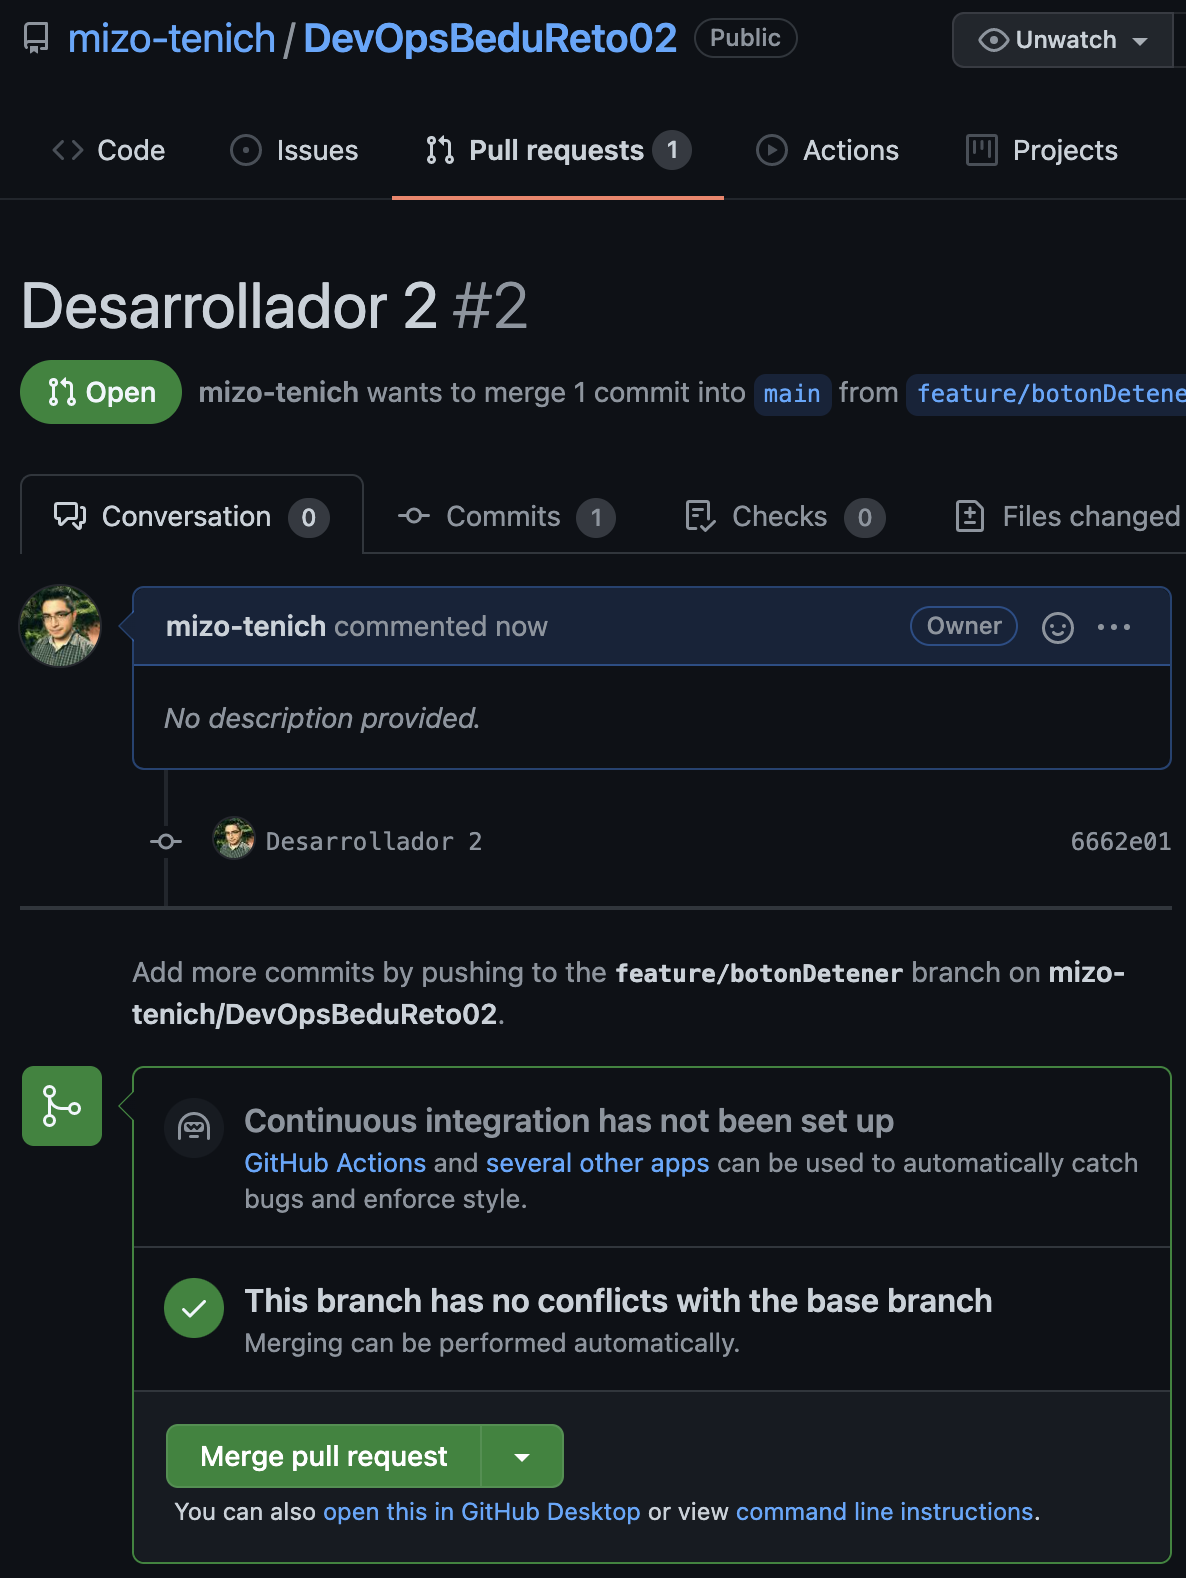 mizo-tenich / DevOpsBeduReto02 Public Unwatch
Code Issues Pull requests 1 Actions Projects
Desarrollador 2 #2
Open mizo-tenich wants to merge 1 commit into main from feature/botonDetene
Conversation 0 Commits 1 Checks 0 Files changed
mizo-tenich commented now Owner
No description provided.
Desarrollador 2 6662e01
Add more commits by pushing to the feature/botonDetener branch on mizo-
tenich/DevOpsBeduReto02.
Continuous integration has not been set up
GitHub Actions and several other apps can be used to automatically catch
bugs and enforce style.
This branch has no conflicts with the base branch
Merging can be performed automatically.
Merge pull request
You can also open this in GitHub Desktop or view command line instructions.